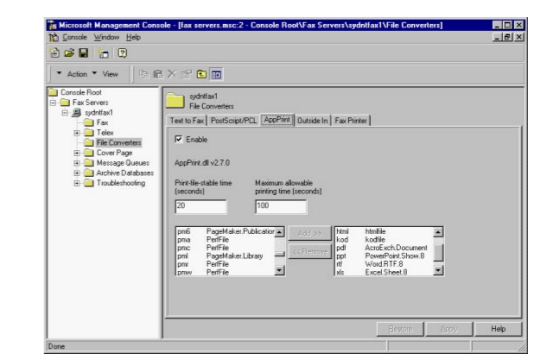 Microsoft Management Console - [fax servers.msc:2 - Console Root\Fax Servers\sydntfax1\File Converters]
Console Window Help
Action View
Console Root
Fax Servers
sydntfax1
Fax
Telex
File Converters
Cover Page
Message Queues
Archive Databases
Troubleshooting
sydntfax1
File Converters
Text to Fax PostScript/PCL AppPrint Outside In Fax Printer
Enable
AppPrint.dll v2.7.0
Print-file-stable time (seconds)
Maximum allowable printing time (seconds)
20 100
pm6 PageMaker.Publication
pma PerfFile
pmc PerfFile
pml PageMaker.Library
pmr PerfFile
pmw PerfFile
Add >>
<< Remove
html htmlfile
kod kodfile
pdf AcroExch.Document
ppt PowerPoint.Show.8
rtf Word.RTF.8
xls Excel.Sheet.8
Restore Apply Help
Done